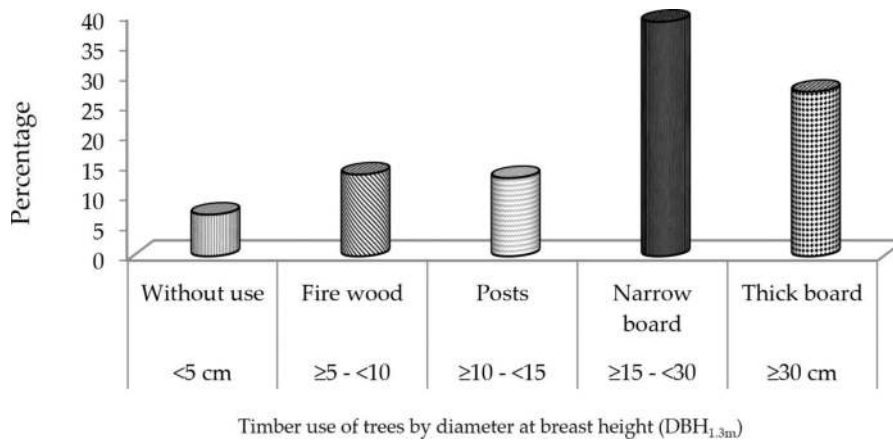 Percentage
40
35
30
25
20
15
10
5
0
Without use Fire wood Posts Narrow board Thick board
<5 cm ≥5 - <10 ≥10 - <15 ≥15 - <30 ≥30 cm
Timber use of trees by diameter at breast height (DBH1.3m)